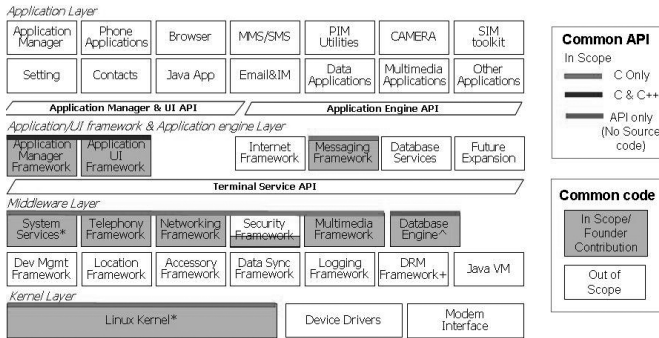 Application Layer
Application Manager
Phone Applications
Browser
MMS/SMS
PIM Utilities
CAMERA
SIM toolkit
Setting
Contacts
Java App
Email&IM
Data Applications
Multimedia Applications
Other Applications
Application Manager & UI API
Application Engine API
Application/UI framework & Application engine Layer
Application Manager Framework
Application UI Framework
Internet Framework
Messaging Framework
Database Services
Future Expansion
Terminal Service API
Middleware Layer
System Services*
Telephony Framework
Networking Framework
Security Framework
Multimedia Framework
Database Engine^
Dev Mgmt Framework
Location Framework
Accessory Framework
Data Sync Framework
Logging Framework
DRM Framework+
Java VM
Kernel Layer
Linux Kernel*
Device Drivers
Modem Interface
Common API
In Scope
C Only
C & C++
API only
(No Source
code)
Common code
In Scope/
Founder
Contribution
Out of
Scope